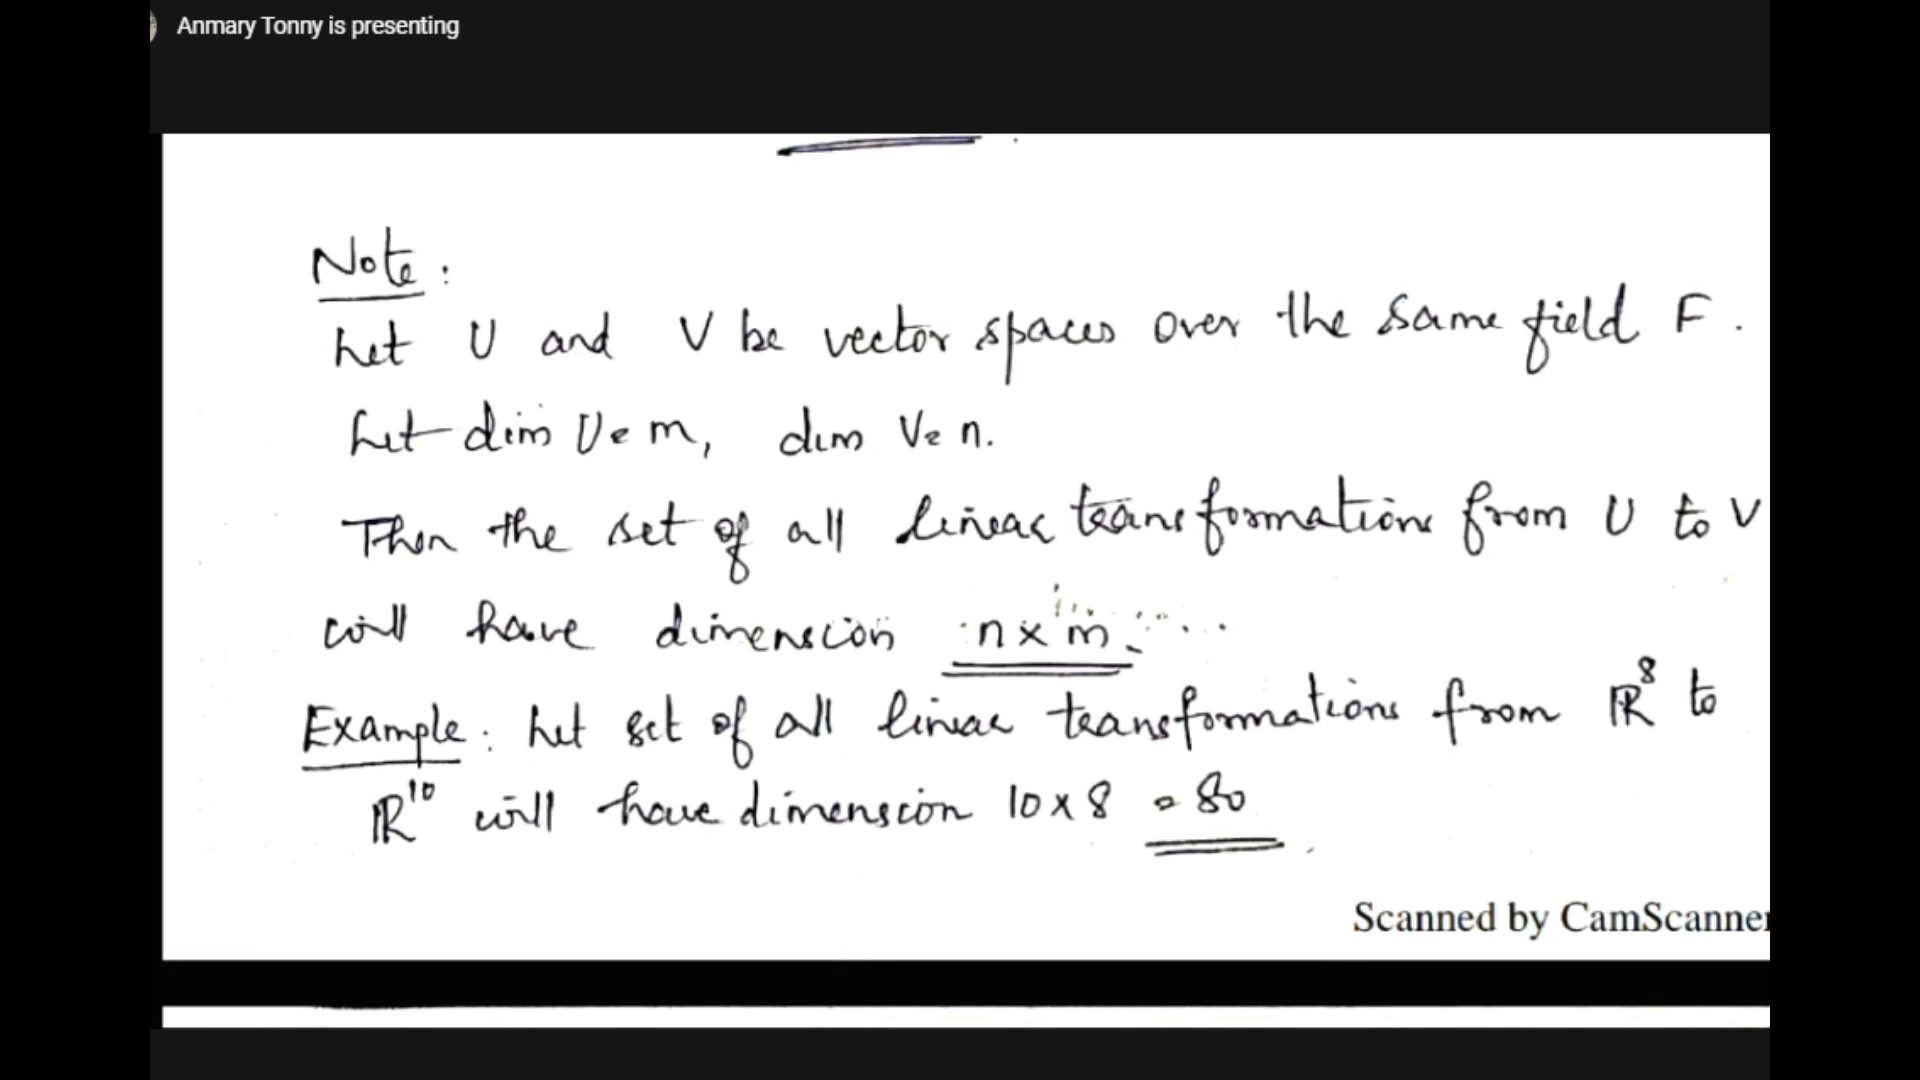 Anmary Tonny is presenting
Note:
Let U and V be vector spaces over the same field F.
Let dim U = m, dim V = n.
Then the set of all linear transformations from U to V
will have dimension n x m.
Example: Let set of all linear transformations from ℝ⁸ to
ℝ¹⁰ will have dimension 10 x 8 = 80
Scanned by CamScanner